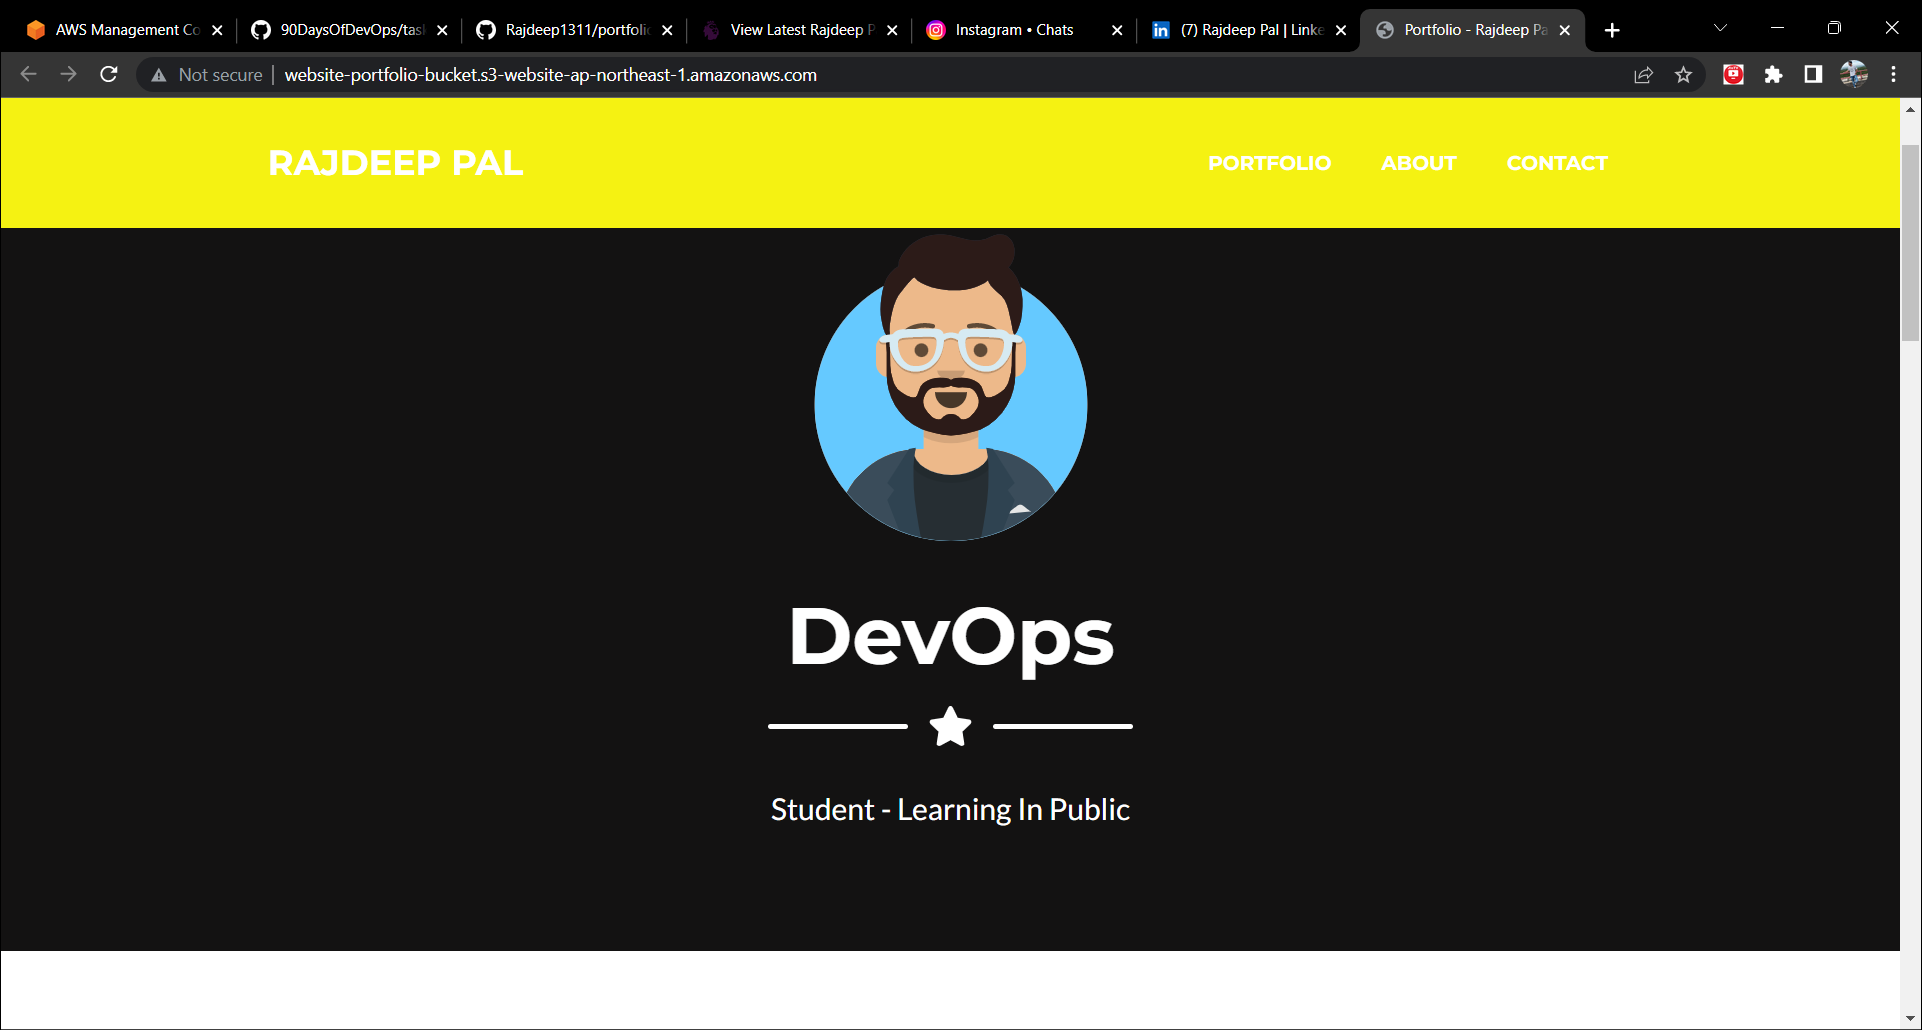 AWS Management Co
90DaysOfDevOps/tas
Rajdeep1311/portfolio
View Latest Rajdeep P
Instagram • Chats
(7) Rajdeep Pal | Linke
Portfolio - Rajdeep Pa
Not secure | website-portfolio-bucket.s3-website-ap-northeast-1.amazonaws.com
RAJDEEP PAL
PORTFOLIO ABOUT CONTACT
DevOps
Student - Learning In Public